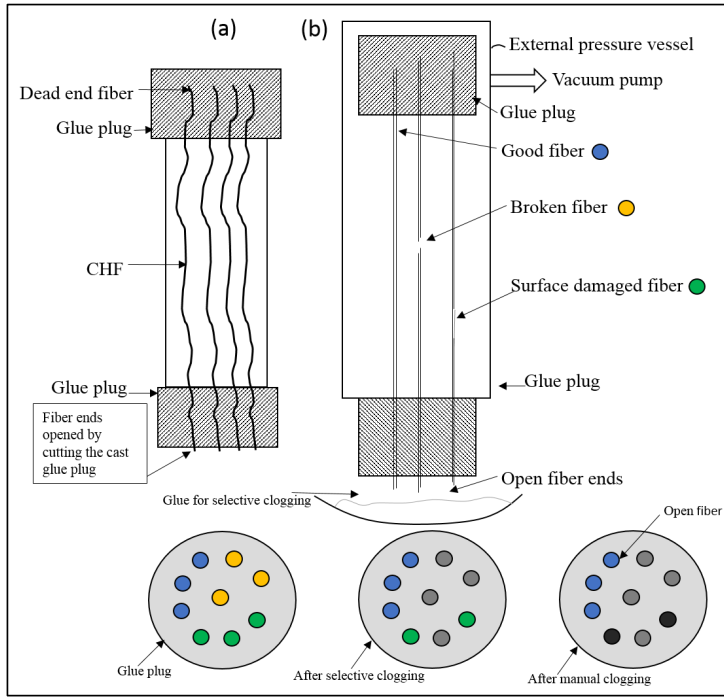 (a)
(b)
External pressure vessel
Vacuum pump
Dead end fiber
Glue plug
Glue plug
Good fiber
Broken fiber
CHF
Surface damaged fiber
Glue plug
Glue plug
Fiber ends
opened by
cutting the cast
glue plug
Open fiber ends
Glue for selective clogging
Open fiber
Glue plug
After selective clogging
After manual clogging